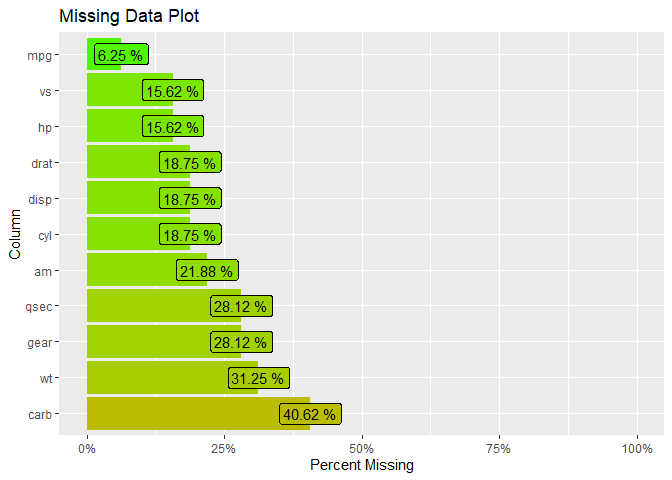 Missing Data Plot
mpg 6.25 %
vs 15.62 %
hp 15.62 %
drat 18.75 %
disp 18.75 %
cyl 18.75 %
am 21.88 %
qsec 28.12 %
gear 28.12 %
wt 31.25 %
carb 40.62 %
Column
0% 25% 50% 75% 100%
Percent Missing